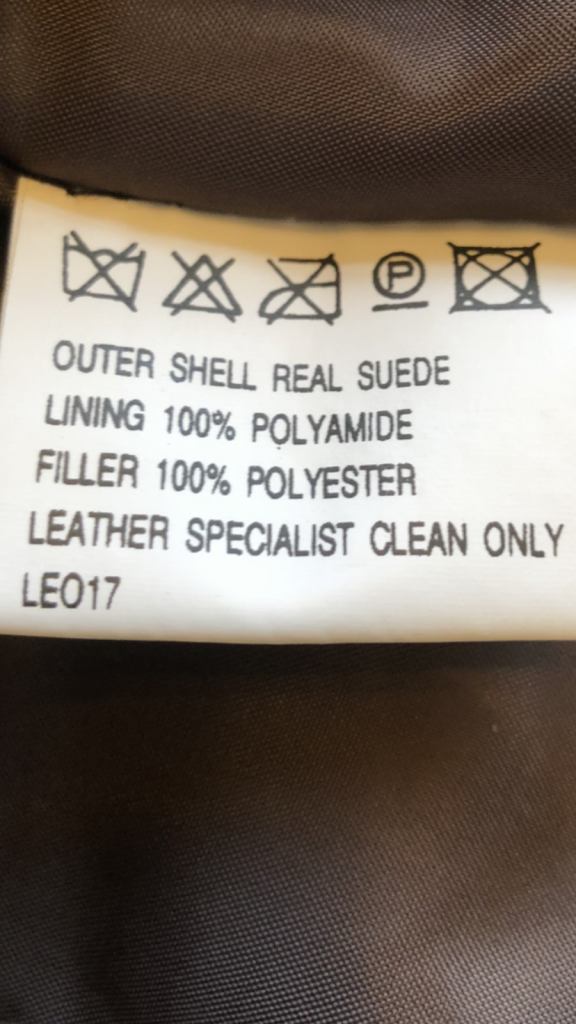 P
OUTER SHELL REAL SUEDE
LINING 100% POLYAMIDE
FILLER 100% POLYESTER
LEATHER SPECIALIST CLEAN ONLY
LEO17